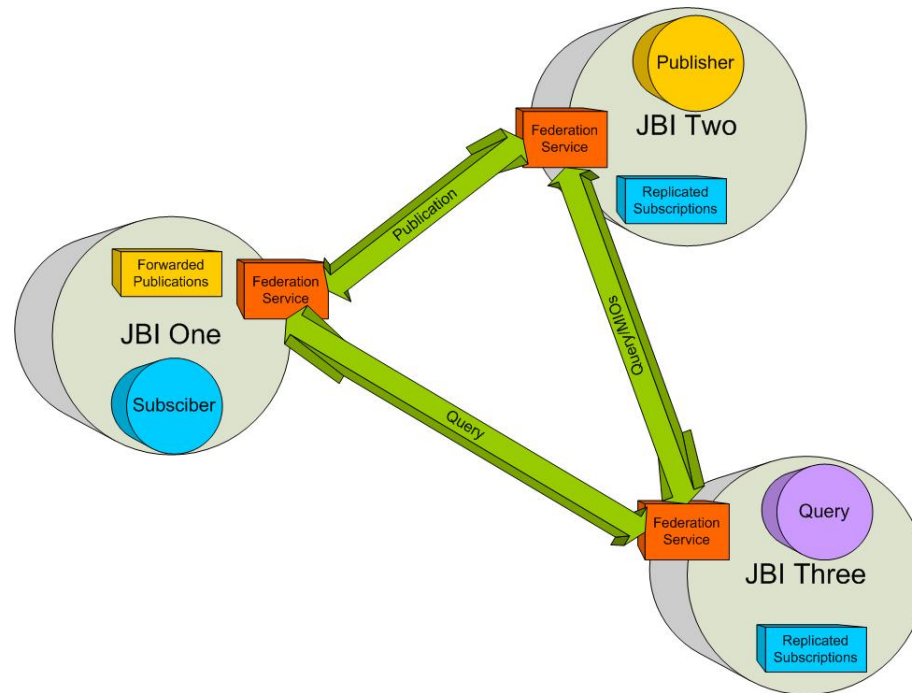 Publisher
JBI Two
Federation
Service
Replicated
Subscriptions
Publication
Forwarded
Publications
Federation
Service
JBI One
Subsciber
Query/MIOs
Query
Federation
Service
Query
JBI Three
Replicated
Subscriptions